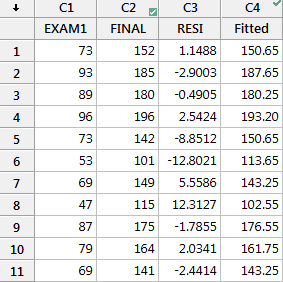 ↓ C1 C2 C3 C4
EXAM1 FINAL RESI Fitted
1 73 152 1.1488 150.65
2 93 185 -2.9003 187.65
3 89 180 -0.4905 180.25
4 96 196 2.5424 193.20
5 73 142 -8.8512 150.65
6 53 101 -12.8021 113.65
7 69 149 5.5586 143.25
8 47 115 12.3127 102.55
9 87 175 -1.7855 176.55
10 79 164 2.0341 161.75
11 69 141 -2.4414 143.25